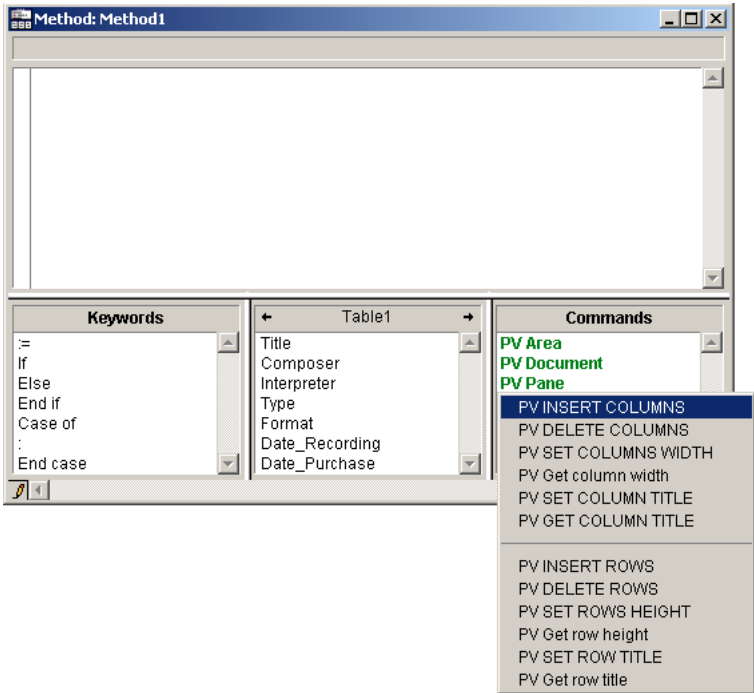 Method: Method1
Keywords
:=
If
Else
End if
Case of
:
End case
← Table1 →
Title
Composer
Interpreter
Type
Format
Date_Recording
Date_Purchase
Commands
PV Area
PV Document
PV Pane
PV INSERT COLUMNS
PV DELETE COLUMNS
PV SET COLUMNS WIDTH
PV Get column width
PV SET COLUMN TITLE
PV GET COLUMN TITLE
PV INSERT ROWS
PV DELETE ROWS
PV SET ROWS HEIGHT
PV Get row height
PV SET ROW TITLE
PV Get row title